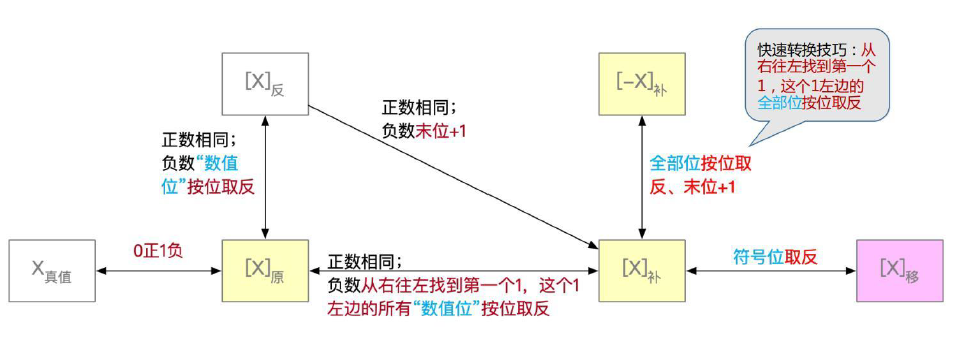 快速转换技巧：从
右往左找到第一个
1，这个1左边的
全部位按位取反
[X]反
[-X]补
正数相同；
负数末位+1
正数相同；
负数“数值
位”按位取反
全部位按位取
反、末位+1
X真值
0正1负
[X]原
正数相同；
负数从右往左找到第一个1，这个1
左边的所有“数值位”按位取反
[X]补
符号位取反
[X]移